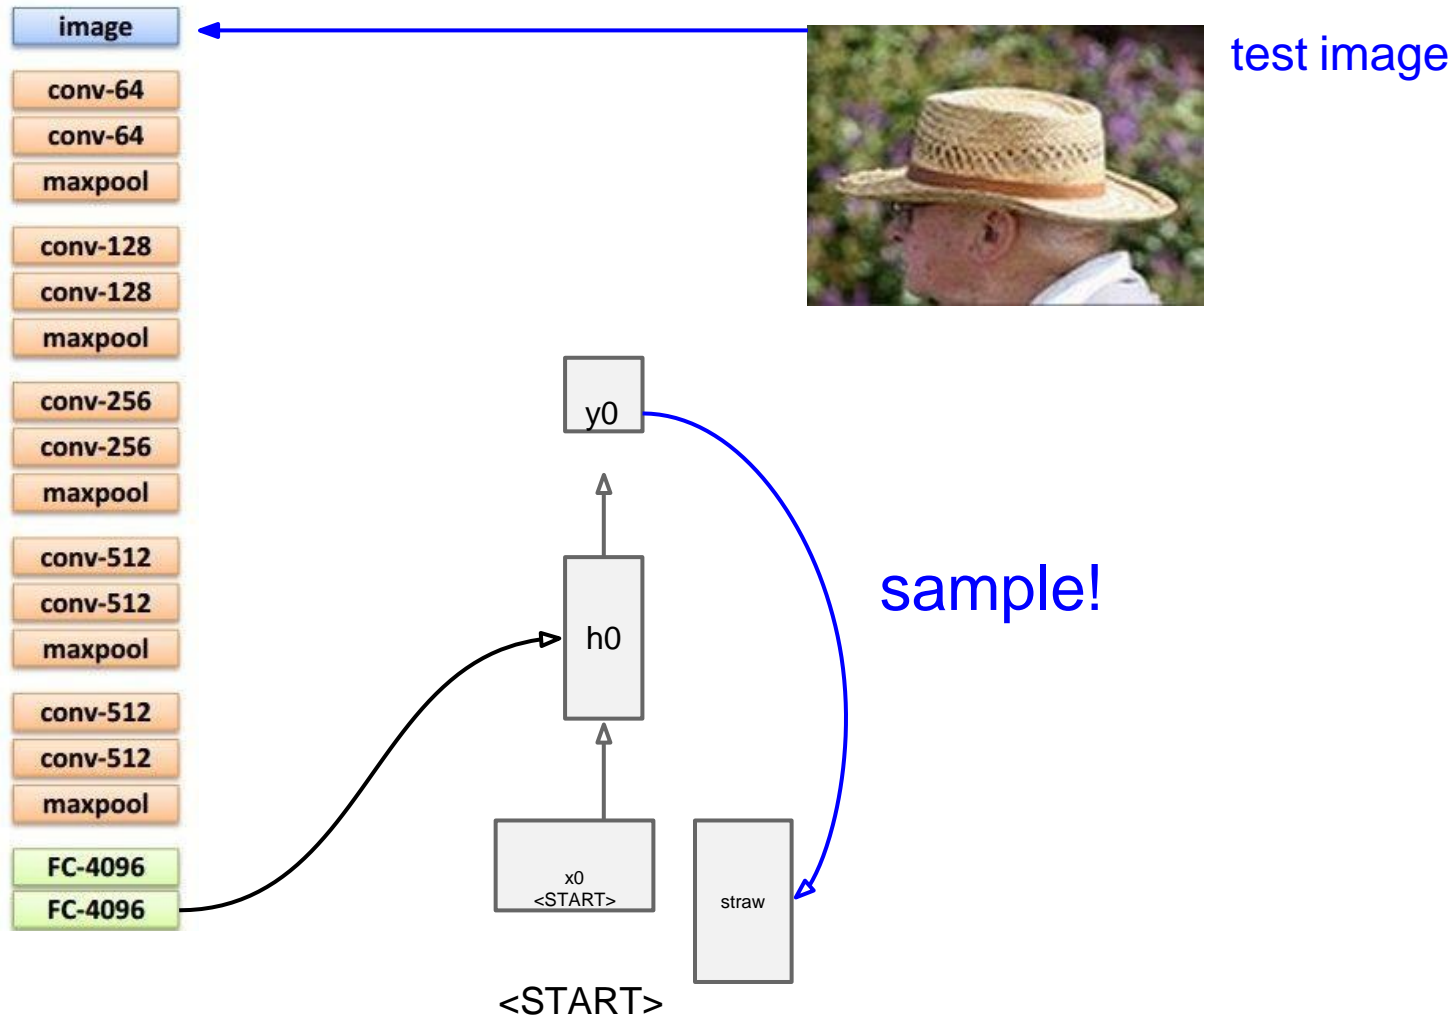 image
conv-64
conv-64
maxpool
conv-128
conv-128
maxpool
conv-256
conv-256
maxpool
conv-512
conv-512
maxpool
conv-512
conv-512
maxpool
FC-4096
FC-4096
test image
y0
sample!
h0
x0
<START>
straw
<START>